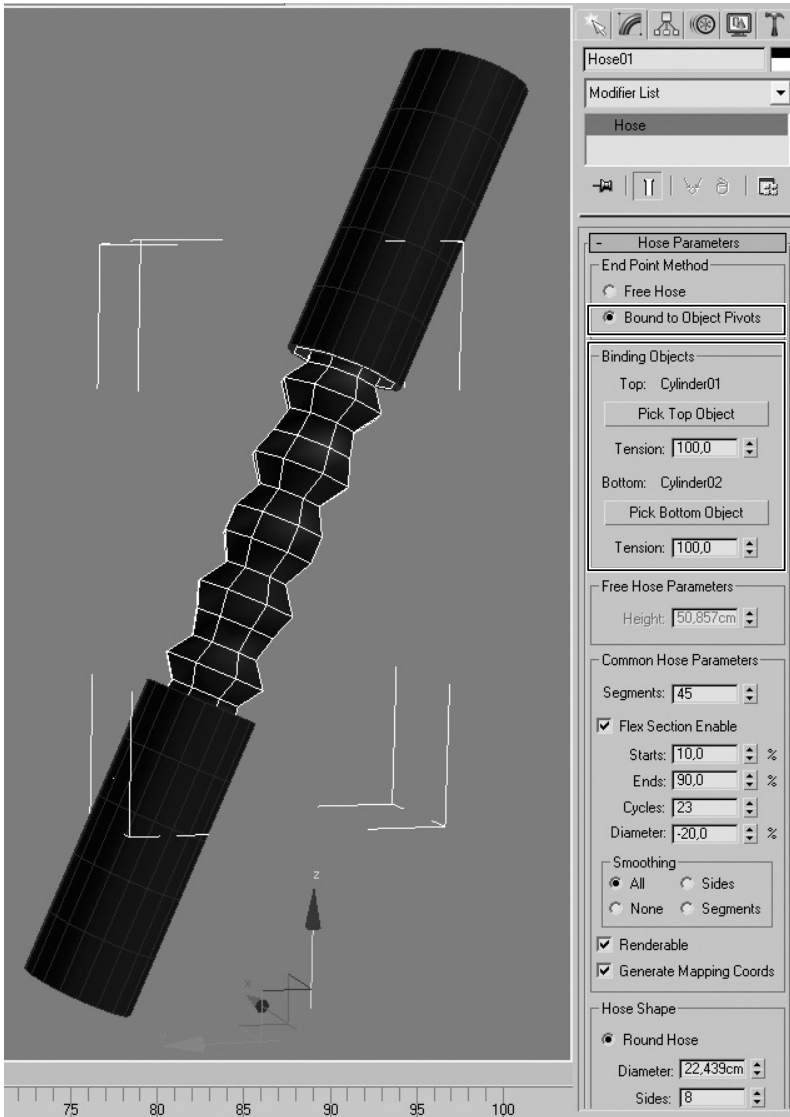 Hose01
Modifier List
Hose
- Hose Parameters
End Point Method
Free Hose
Bound to Object Pivots
Binding Objects
Top: Cylinder01
Pick Top Object
Tension: 100,0
Bottom: Cylinder02
Pick Bottom Object
Tension: 100,0
Free Hose Parameters
Height: 50,857cm
Common Hose Parameters
Segments: 45
Flex Section Enable
Starts: 10,0 %
Ends: 90,0 %
Cycles: 23
Diameter: -20,0 %
Smoothing
All Sides
None Segments
Renderable
Generate Mapping Coords
Hose Shape
Round Hose
Diameter: 22,439cm
Sides: 8
z
x
75 80 85 90 95 100